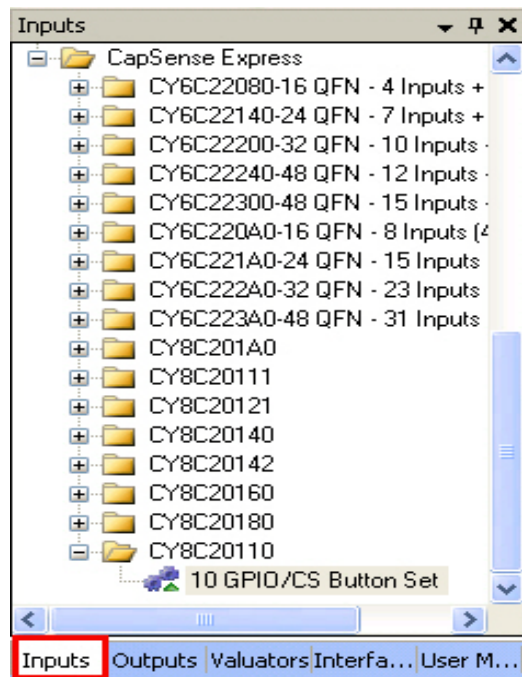 Inputs
CapSense Express
CY6C22080-16 QFN - 4 Inputs +
CY6C22140-24 QFN - 7 Inputs +
CY6C22200-32 QFN - 10 Inputs -
CY6C22240-48 QFN - 12 Inputs -
CY6C22300-48 QFN - 15 Inputs -
CY6C220A0-16 QFN - 8 Inputs (4
CY6C221A0-24 QFN - 15 Inputs
CY6C222A0-32 QFN - 23 Inputs
CY6C223A0-48 QFN - 31 Inputs
CY8C201A0
CY8C20111
CY8C20121
CY8C20140
CY8C20142
CY8C20160
CY8C20180
CY8C20110
10 GPIO/CS Button Set
Inputs Outputs Valuators Interfa... User M...